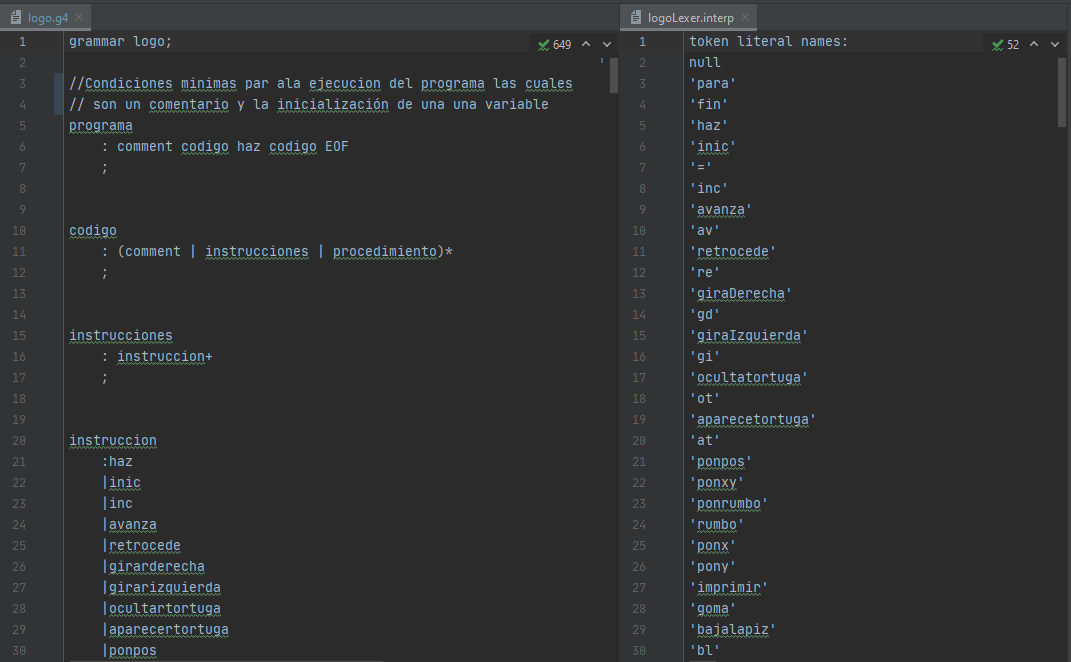 logo.g4
1 grammar logo;
649
2
3 //Condiciones minimas par ala ejecucion del programa las cuales
4 // son un comentario y la inicialización de una una variable
5 programa
6 : comment codigo haz codigo EOF
7 ;
8
9
10 codigo
11 : (comment | instrucciones | procedimiento)*
12 ;
13
14
15 instrucciones
16 : instruccion+
17 ;
18
19
20 instruccion
21 :haz
22 |inic
23 |inc
24 |avanza
25 |retrocede
26 |girarderecha
27 |girarizquierda
28 |ocultartortuga
29 |aparecertortuga
30 |ponpos
logoLexer.interp
1 token literal names:
52
2 null
3 'para'
4 'fin'
5 'haz'
6 'inic'
7 '='
8 'inc'
9 'avanza'
10 'av'
11 'retrocede'
12 're'
13 'giraDerecha'
14 'gd'
15 'giraIzquierda'
16 'gi'
17 'ocultatortuga'
18 'ot'
19 'aparecetortuga'
20 'at'
21 'ponpos'
22 'ponxy'
23 'ponrumbo'
24 'rumbo'
25 'ponx'
26 'pony'
27 'imprimir'
28 'goma'
29 'bajalapiz'
30 'bl'